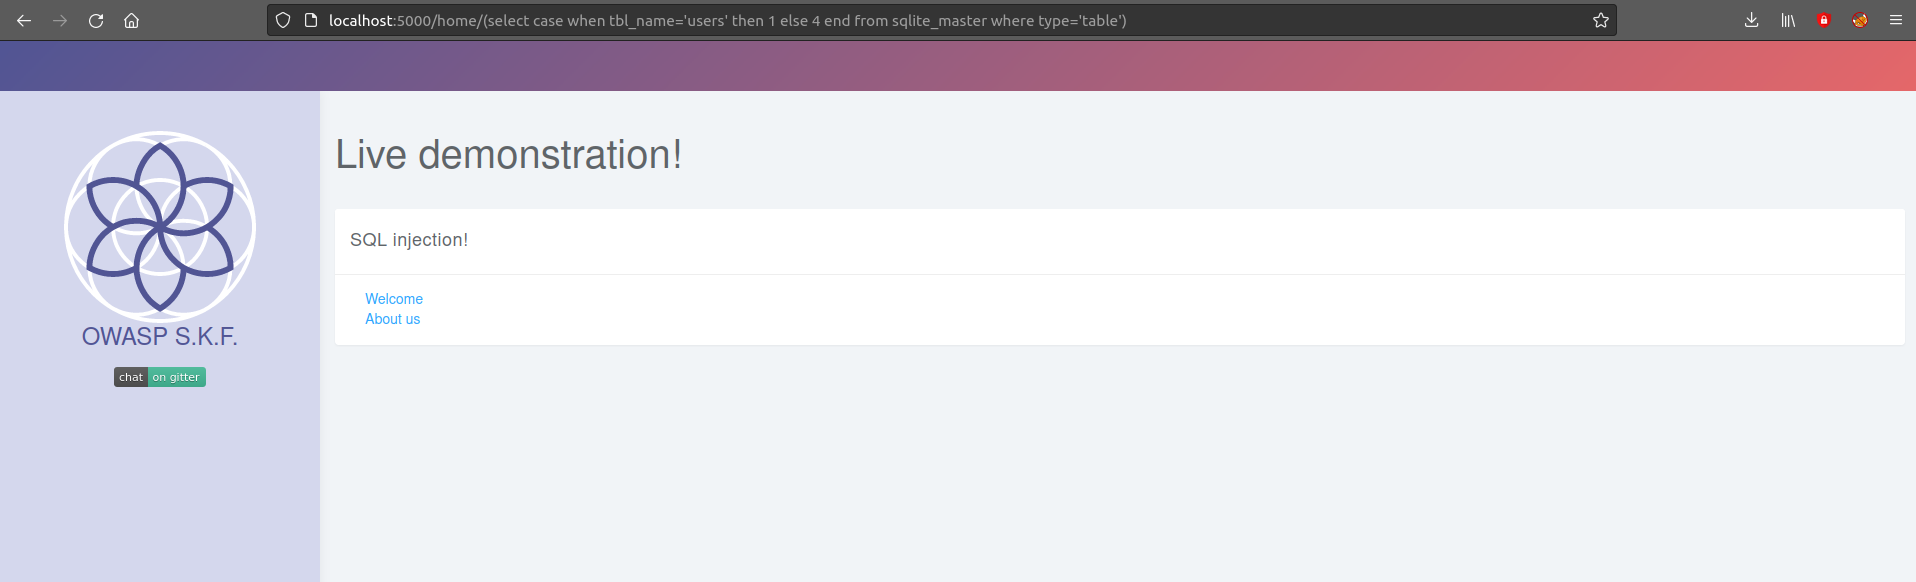 localhost:5000/home/(select case when tbl_name='users' then 1 else 4 end from sqlite_master where type='table')
Live demonstration!
SQL injection!
Welcome
About us
OWASP S.K.F.
chat on gitter